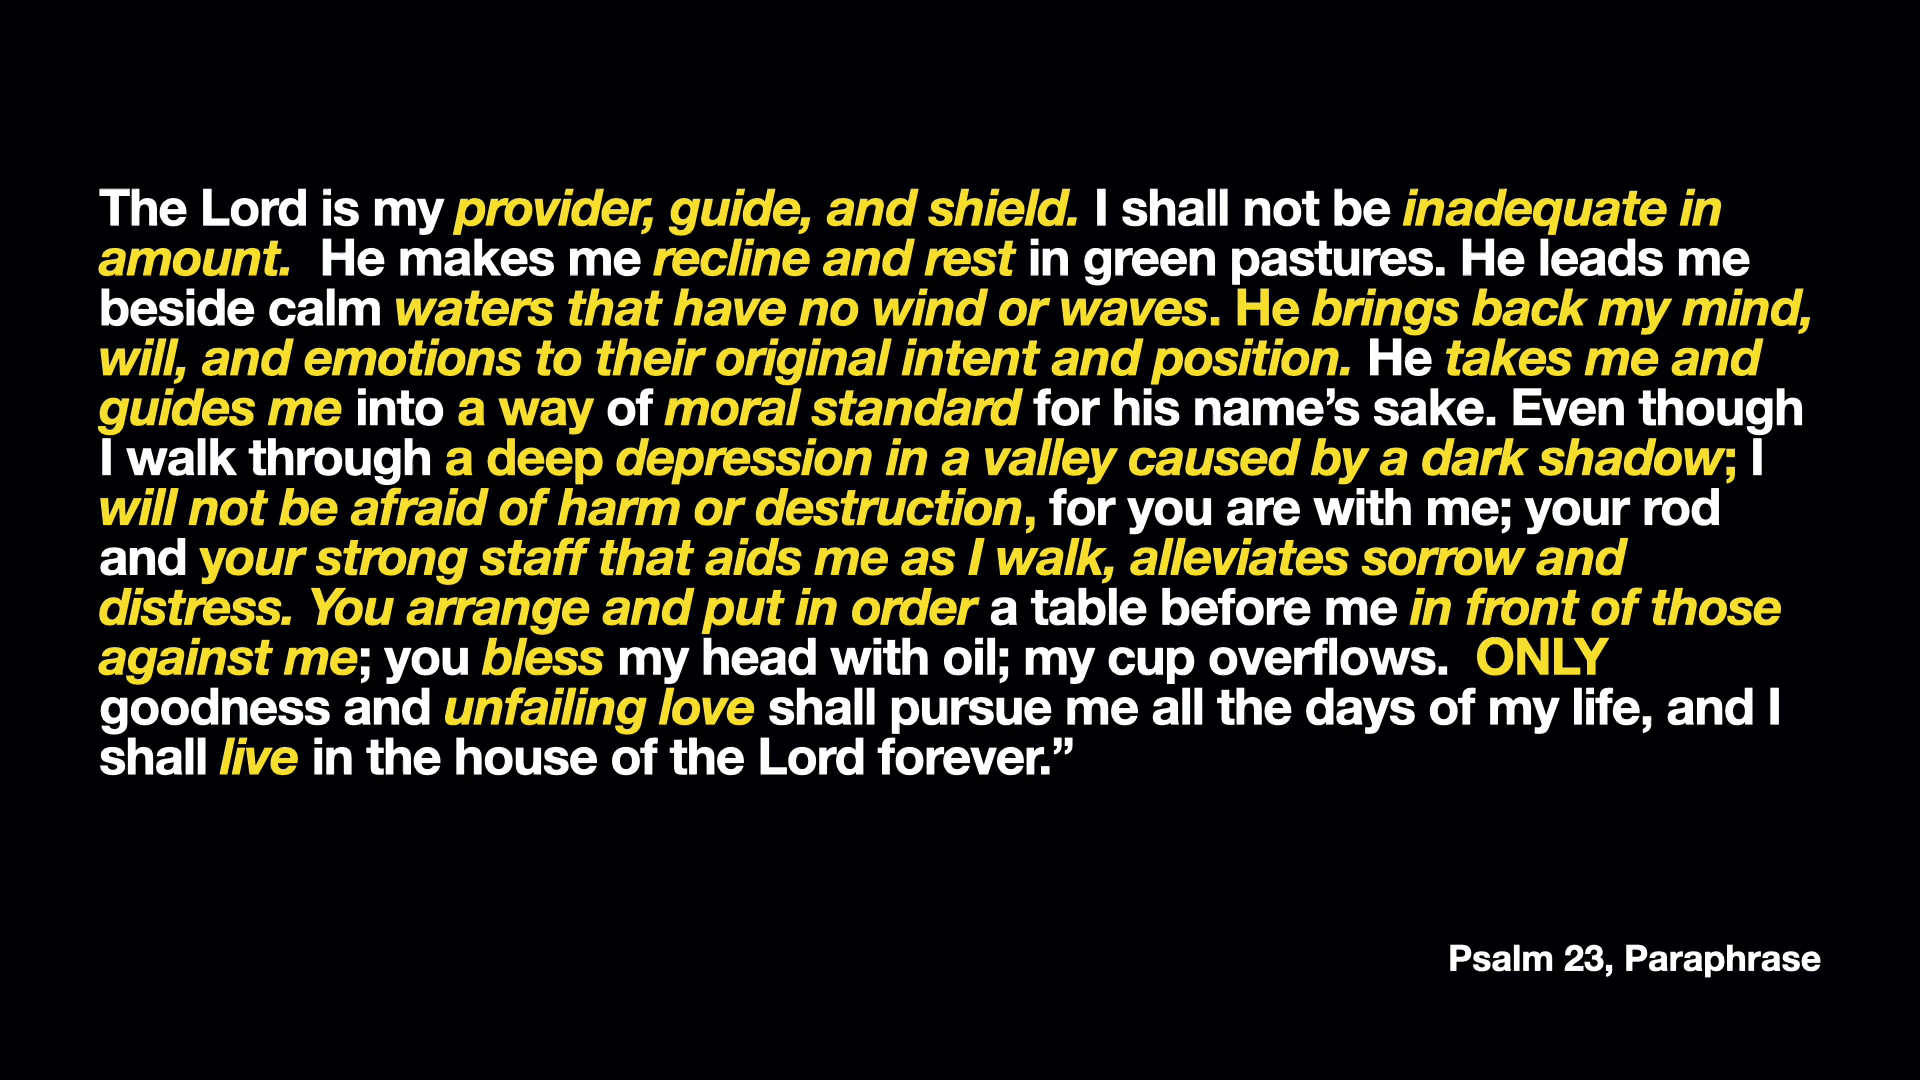 The Lord is my provider, guide, and shield. I shall not be inadequate in
amount.  He makes me recline and rest in green pastures. He leads me
beside calm waters that have no wind or waves. He brings back my mind,
will, and emotions to their original intent and position. He takes me and
guides me into a way of moral standard for his name’s sake. Even though
I walk through a deep depression in a valley caused by a dark shadow; I
will not be afraid of harm or destruction, for you are with me; your rod
and your strong staff that aids me as I walk, alleviates sorrow and
distress. You arrange and put in order a table before me in front of those
against me; you bless my head with oil; my cup overflows.  ONLY
goodness and unfailing love shall pursue me all the days of my life, and I
shall live in the house of the Lord forever.”
Psalm 23, Paraphrase